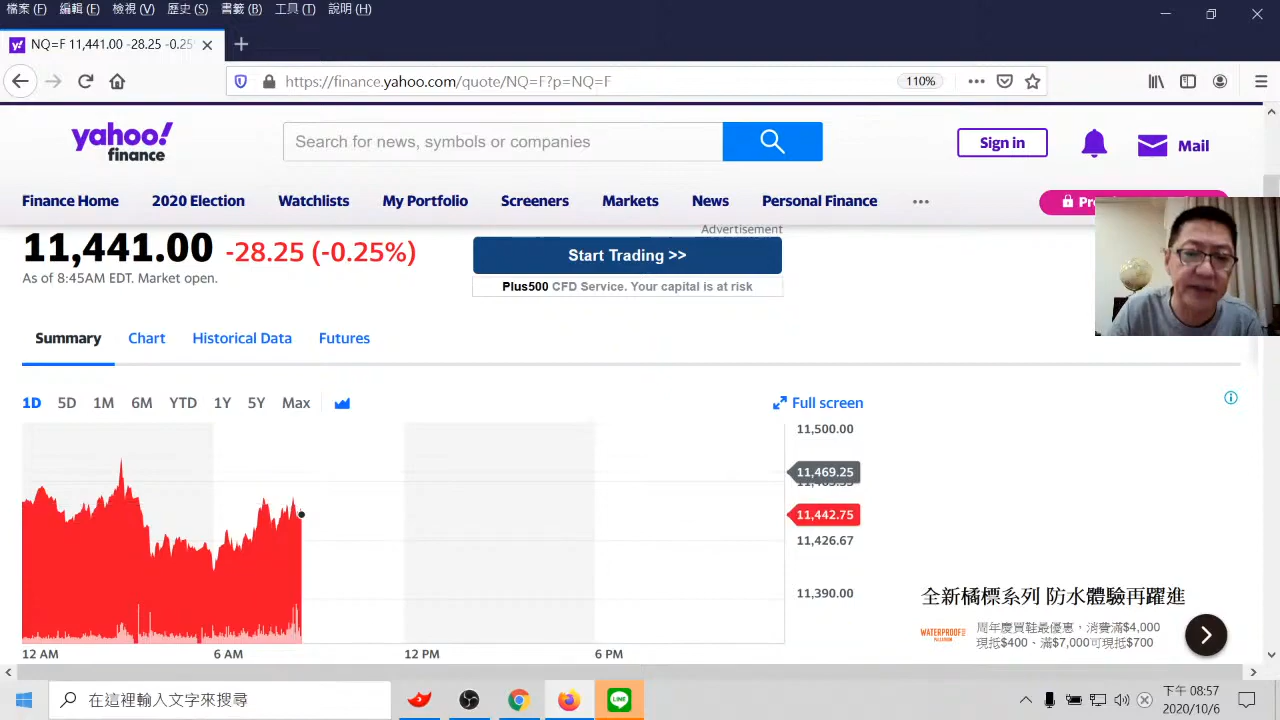 檔案(F) 編輯(E) 檢視(V) 歷史(S) 書籤(B) 工具(T) 說明(H)
NQ=F 11,441.00 -28.25 -0.25
https://finance.yahoo.com/quote/NQ=F?p=NQ=F
110%
yahoo!
finance
Search for news, symbols or companies
Sign in
Mail
Finance Home 2020 Election Watchlists My Portfolio Screeners Markets News Personal Finance
11,441.00 -28.25 (-0.25%)
As of 8:45AM EDT. Market open.
Advertisement
Start Trading >>
Plus500 CFD Service. Your capital is at risk
Summary Chart Historical Data Futures
1D 5D 1M 6M YTD 1Y 5Y Max
Full screen
11,500.00
11,469.25
11,442.75
11,426.67
11,390.00
12 AM 6 AM 12 PM 6 PM
全新橘標系列 防水體驗再躍進
WATERPROOF
PALLADIUM
周年慶買鞋最優惠，消費滿$4,000
現抵$400、滿$7,000可現抵$700
在這裡輸入文字來搜尋
LINE
下午 08:57
2020/10/6